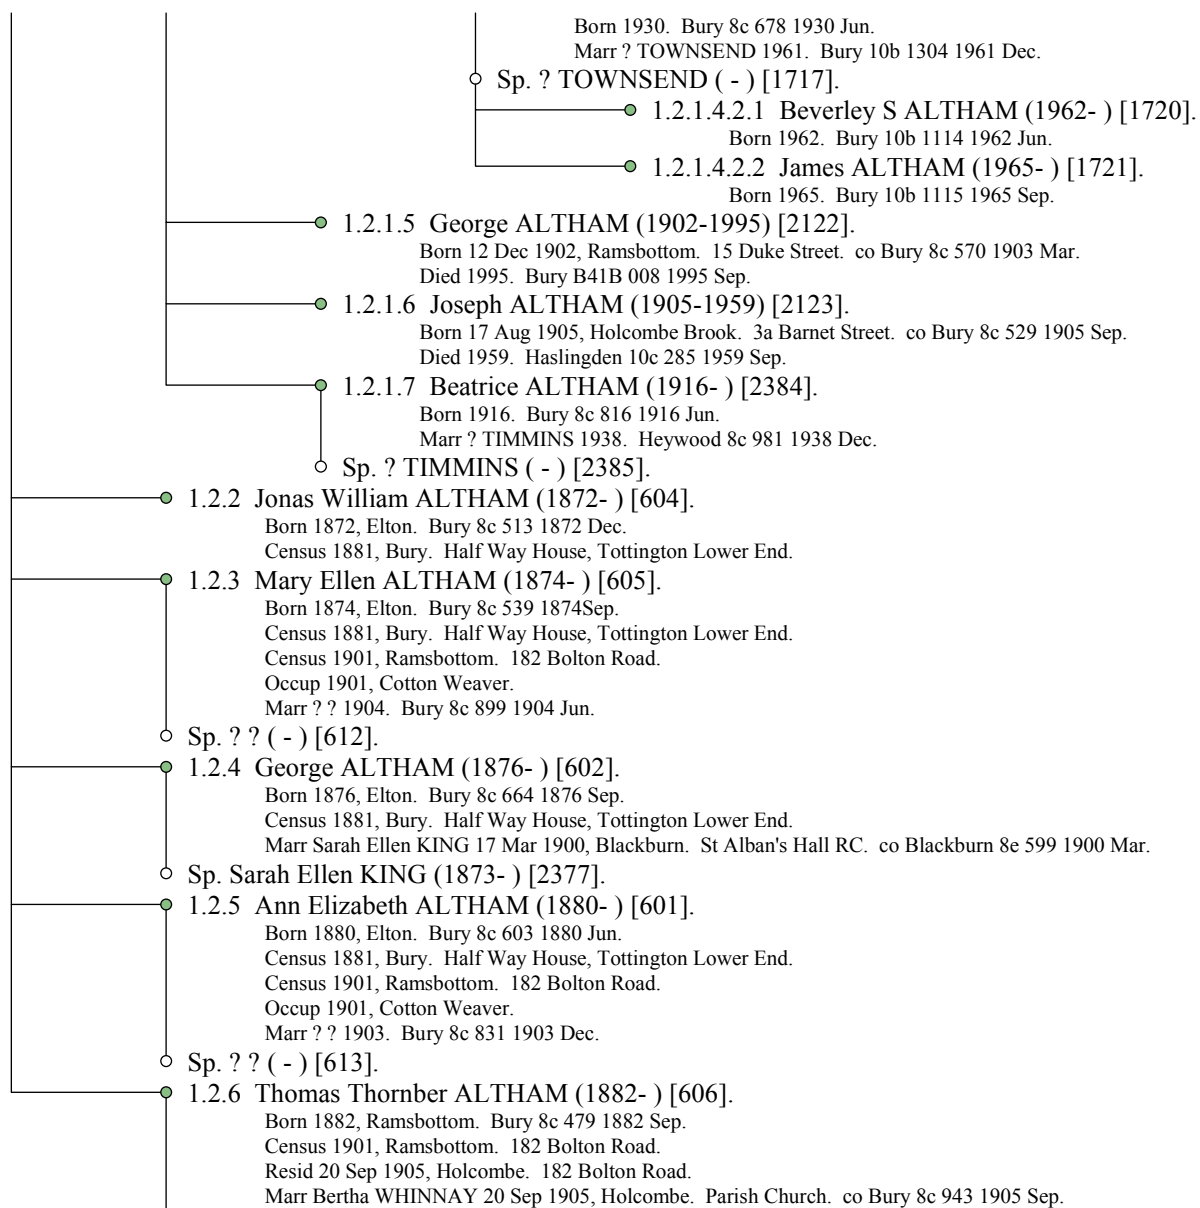 Born 1930.  Bury 8c 678 1930 Jun.
Marr ? TOWNSEND 1961.  Bury 10b 1304 1961 Dec.
Sp. ? TOWNSEND ( - ) [1717].
1.2.1.4.2.1  Beverley S ALTHAM (1962- ) [1720].
Born 1962.  Bury 10b 1114 1962 Jun.
1.2.1.4.2.2  James ALTHAM (1965- ) [1721].
Born 1965.  Bury 10b 1115 1965 Sep.
1.2.1.5  George ALTHAM (1902-1995) [2122].
Born 12 Dec 1902, Ramsbottom.  15 Duke Street.  co Bury 8c 570 1903 Mar.
Died 1995.  Bury B41B 008 1995 Sep.
1.2.1.6  Joseph ALTHAM (1905-1959) [2123].
Born 17 Aug 1905, Holcombe Brook.  3a Barnet Street.  co Bury 8c 529 1905 Sep.
Died 1959.  Haslingden 10c 285 1959 Sep.
1.2.1.7  Beatrice ALTHAM (1916- ) [2384].
Born 1916.  Bury 8c 816 1916 Jun.
Marr ? TIMMINS 1938.  Heywood 8c 981 1938 Dec.
Sp. ? TIMMINS ( - ) [2385].
1.2.2  Jonas William ALTHAM (1872- ) [604].
Born 1872, Elton.  Bury 8c 513 1872 Dec.
Census 1881, Bury.  Half Way House, Tottington Lower End.
1.2.3  Mary Ellen ALTHAM (1874- ) [605].
Born 1874, Elton.  Bury 8c 539 1874Sep.
Census 1881, Bury.  Half Way House, Tottington Lower End.
Census 1901, Ramsbottom.  182 Bolton Road.
Occup 1901, Cotton Weaver.
Marr ? ? 1904.  Bury 8c 899 1904 Jun.
Sp. ? ? ( - ) [612].
1.2.4  George ALTHAM (1876- ) [602].
Born 1876, Elton.  Bury 8c 664 1876 Sep.
Census 1881, Bury.  Half Way House, Tottington Lower End.
Marr Sarah Ellen KING 17 Mar 1900, Blackburn.  St Alban's Hall RC.  co Blackburn 8e 599 1900 Mar.
Sp. Sarah Ellen KING (1873- ) [2377].
1.2.5  Ann Elizabeth ALTHAM (1880- ) [601].
Born 1880, Elton.  Bury 8c 603 1880 Jun.
Census 1881, Bury.  Half Way House, Tottington Lower End.
Census 1901, Ramsbottom.  182 Bolton Road.
Occup 1901, Cotton Weaver.
Marr ? ? 1903.  Bury 8c 831 1903 Dec.
Sp. ? ? ( - ) [613].
1.2.6  Thomas Thornber ALTHAM (1882- ) [606].
Born 1882, Ramsbottom.  Bury 8c 479 1882 Sep.
Census 1901, Ramsbottom.  182 Bolton Road.
Resid 20 Sep 1905, Holcombe.  182 Bolton Road.
Marr Bertha WHINNAY 20 Sep 1905, Holcombe.  Parish Church.  co Bury 8c 943 1905 Sep.